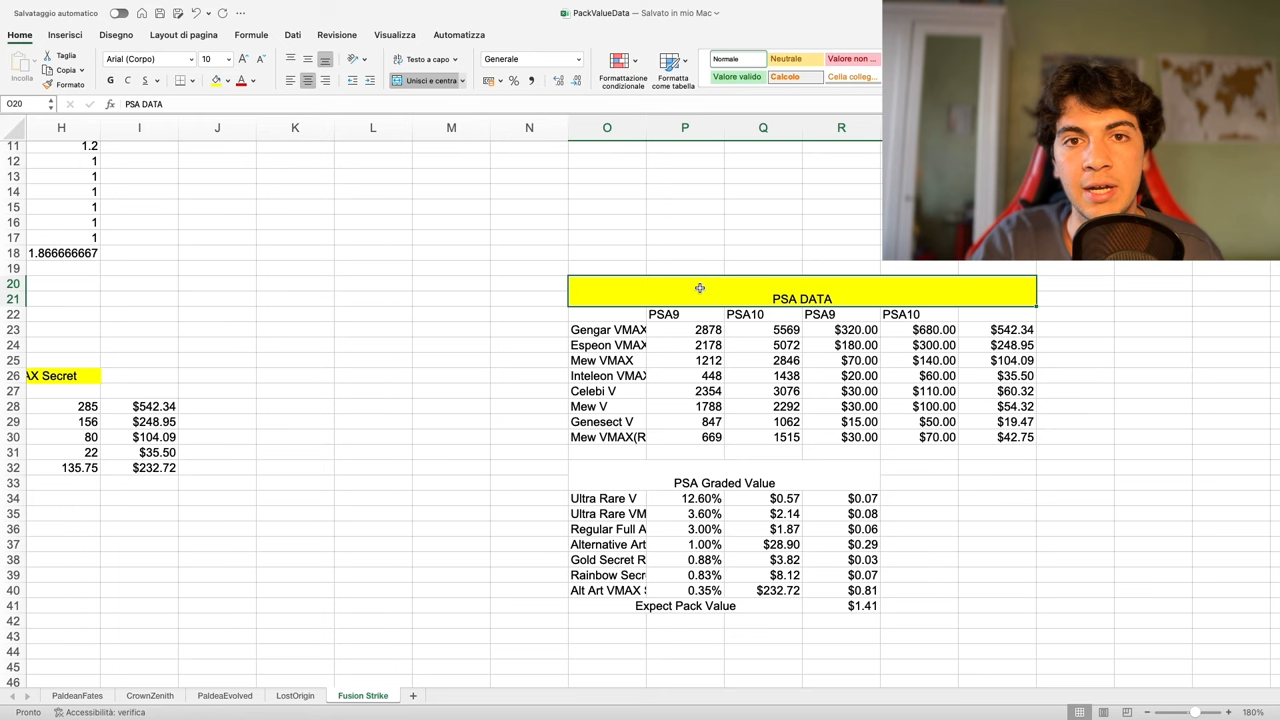 Salvataggio automatico
PackValueData — Salvato in mio Mac
Home Inserisci Disegno Layout di pagina Formule Dati Revisione Visualizza Automatizza
Incolla
Taglia
Copia
Formato
Arial (Corpo) 10
G C S
Testo a capo
Unisci e centra
Generale
Formattazione condizionale
Formatta come tabella
Normale Neutrale Valore non ...
Valore valido Calcolo Cella colleg...
O20 fx PSA DATA
H I J K L M N O P Q R
11 1.2
12 1
13 1
14 1
15 1
16 1
17 1
18 1.866666667
19
20
21 PSA DATA
22 PSA9 PSA10 PSA9 PSA10
23 Gengar VMAX 2878 5569 $320.00 $680.00 $542.34
24 Espeon VMAX 2178 5072 $180.00 $300.00 $248.95
25 Mew VMAX 1212 2846 $70.00 $140.00 $104.09
26 AX Secret Inteleon VMAX 448 1438 $20.00 $60.00 $35.50
27 Celebi V 2354 3076 $30.00 $110.00 $60.32
28 285 $542.34 Mew V 1788 2292 $30.00 $100.00 $54.32
29 156 $248.95 Genesect V 847 1062 $15.00 $50.00 $19.47
30 80 $104.09 Mew VMAX(R 669 1515 $30.00 $70.00 $42.75
31 22 $35.50
32 135.75 $232.72
33 PSA Graded Value
34 Ultra Rare V 12.60% $0.57 $0.07
35 Ultra Rare VM 3.60% $2.14 $0.08
36 Regular Full A 3.00% $1.87 $0.06
37 Alternative Art 1.00% $28.90 $0.29
38 Gold Secret R 0.88% $3.82 $0.03
39 Rainbow Secr 0.83% $8.12 $0.07
40 Alt Art VMAX 0.35% $232.72 $0.81
41 Expect Pack Value $1.41
42
43
44
45
46
PaldeanFates CrownZenith PaldeaEvolved LostOrigin Fusion Strike +
Pronto Accessibilità: verifica 180%